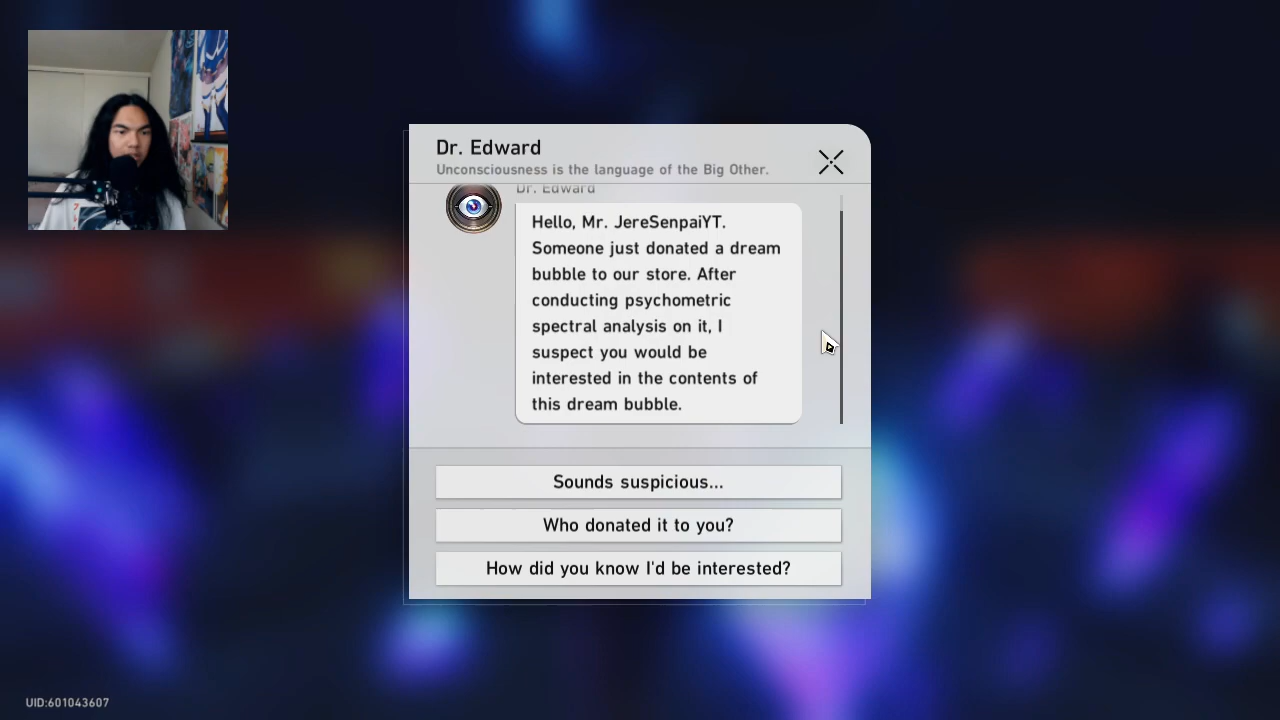 Dr. Edward
Unconsciousness is the language of the Big Other.
Dr. Edward
Hello, Mr. JereSenpaiYT.
Someone just donated a dream
bubble to our store. After
conducting psychometric
spectral analysis on it, I
suspect you would be
interested in the contents of
this dream bubble.
Sounds suspicious...
Who donated it to you?
How did you know I'd be interested?
UID:601043607